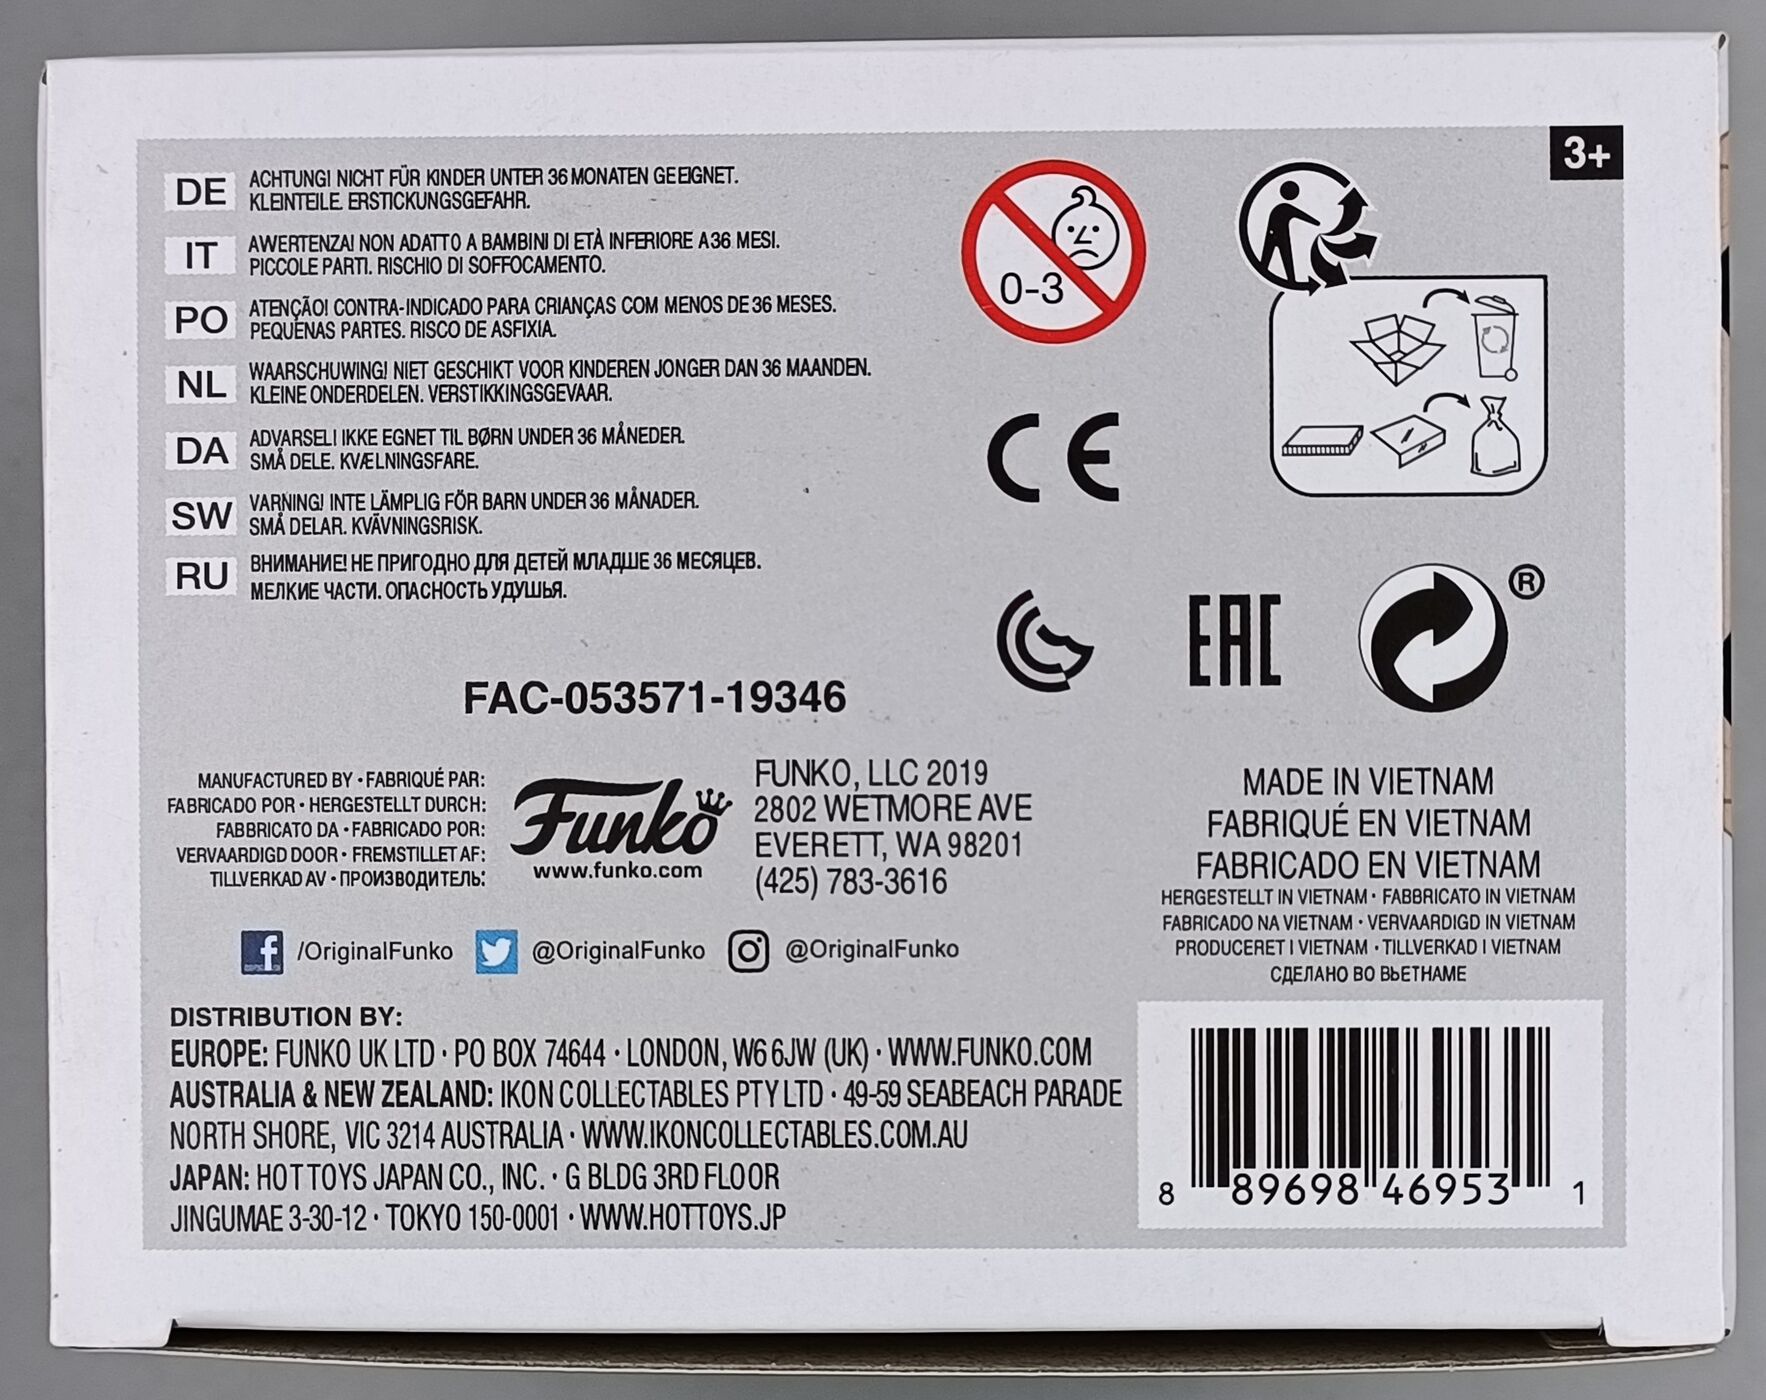 3+
DE
ACHTUNG! NICHT FÜR KINDER UNTER 36 MONATEN GEEIGNET.
KLEINTEILE. ERSTICKUNGSGEFAHR.
IT
AWERTENZA! NON ADATTO A BAMBINI DI ETÀ INFERIORE A 36 MESI.
PICCOLE PARTI. RISCHIO DI SOFFOCAMENTO.
PO
ATENÇÃO! CONTRA-INDICADO PARA CRIANÇAS COM MENOS DE 36 MESES.
PEQUENAS PARTES. RISCO DE ASFIXIA.
NL
WAARSCHUWING! NIET GESCHIKT VOOR KINDEREN JONGER DAN 36 MAANDEN.
KLEINE ONDERDELEN. VERSTIKKINGSGEVAAR.
DA
ADVARSEL! IKKE EGNET TIL BØRN UNDER 36 MÅNEDER.
SMÅ DELE. KVÆLNINGSFARE.
SW
VARNING! INTE LÄMPLIG FÖR BARN UNDER 36 MÅNADER.
SMÅ DELAR. KVÄVNINGSRISK.
RU
ВНИМАНИЕ! НЕ ПРИГОДНО ДЛЯ ДЕТЕЙ МЛАДШЕ 36 МЕСЯЦЕВ.
МЕЛКИЕ ЧАСТИ. ОПАСНОСТЬ УДУШЬЯ.
0-3
CE
EAC
®
FAC-053571-19346
MANUFACTURED BY • FABRIQUÉ PAR:
FABRICADO POR • HERGESTELLT DURCH:
FABBRICATO DA • FABRICADO POR:
VERVAARDIGD DOOR • FREMSTILLET AF:
TILLVERKAD AV • ПРОИЗВОДИТЕЛЬ:
Funko
www.funko.com
FUNKO, LLC 2019
2802 WETMORE AVE
EVERETT, WA 98201
(425) 783-3616
MADE IN VIETNAM
FABRIQUÉ EN VIETNAM
FABRICADO EN VIETNAM
HERGESTELLT IN VIETNAM • FABBRICATO IN VIETNAM
FABRICADO NA VIETNAM • VERVAARDIGD IN VIETNAM
PRODUCERET I VIETNAM • TILLVERKAD I VIETNAM
СДЕЛАНО ВО ВЬЕТНАМЕ
f /OriginalFunko @OriginalFunko @OriginalFunko
DISTRIBUTION BY:
EUROPE: FUNKO UK LTD • PO BOX 74644 • LONDON, W6 6JW (UK) • WWW.FUNKO.COM
AUSTRALIA & NEW ZEALAND: IKON COLLECTABLES PTY LTD • 49-59 SEABEACH PARADE
NORTH SHORE, VIC 3214 AUSTRALIA • WWW.IKONCOLLECTABLES.COM.AU
JAPAN: HOT TOYS JAPAN CO., INC. • G BLDG 3RD FLOOR
JINGUMAE 3-30-12 • TOKYO 150-0001 • WWW.HOTTOYS.JP
8 89698 46953 1